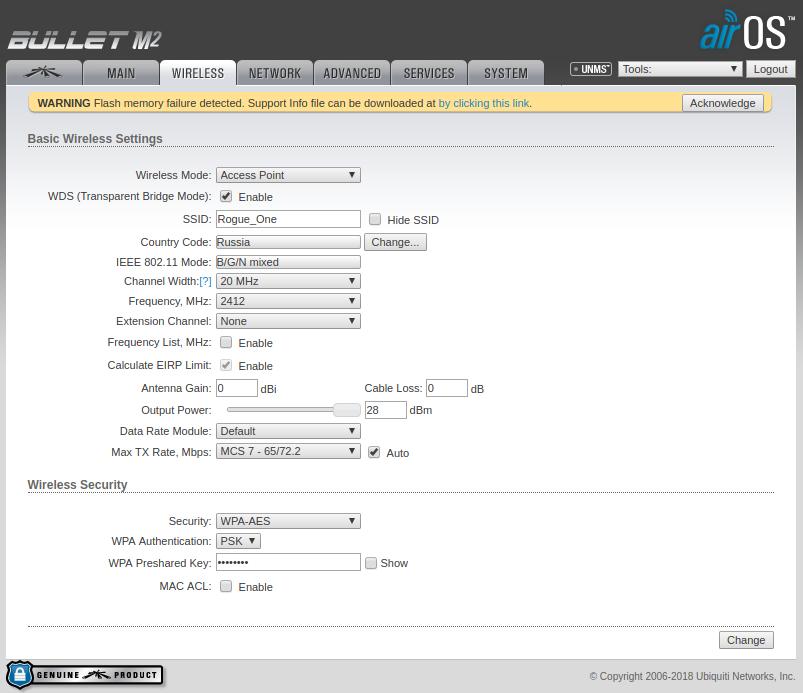 BULLET M2
airOS™
MAIN WIRELESS NETWORK ADVANCED SERVICES SYSTEM UNMS™ Tools: Logout
WARNING Flash memory failure detected. Support Info file can be downloaded at by clicking this link. Acknowledge
Basic Wireless Settings
Wireless Mode: Access Point
WDS (Transparent Bridge Mode): Enable
SSID: Rogue_One Hide SSID
Country Code: Russia Change...
IEEE 802.11 Mode: B/G/N mixed
Channel Width:[?] 20 MHz
Frequency, MHz: 2412
Extension Channel: None
Frequency List, MHz: Enable
Calculate EIRP Limit: Enable
Antenna Gain: 0 dBi Cable Loss: 0 dB
Output Power: 28 dBm
Data Rate Module: Default
Max TX Rate, Mbps: MCS 7 - 65/72.2 Auto
Wireless Security
Security: WPA-AES
WPA Authentication: PSK
WPA Preshared Key: •••••••• Show
MAC ACL: Enable
Change
GENUINE PRODUCT © Copyright 2006-2018 Ubiquiti Networks, Inc.